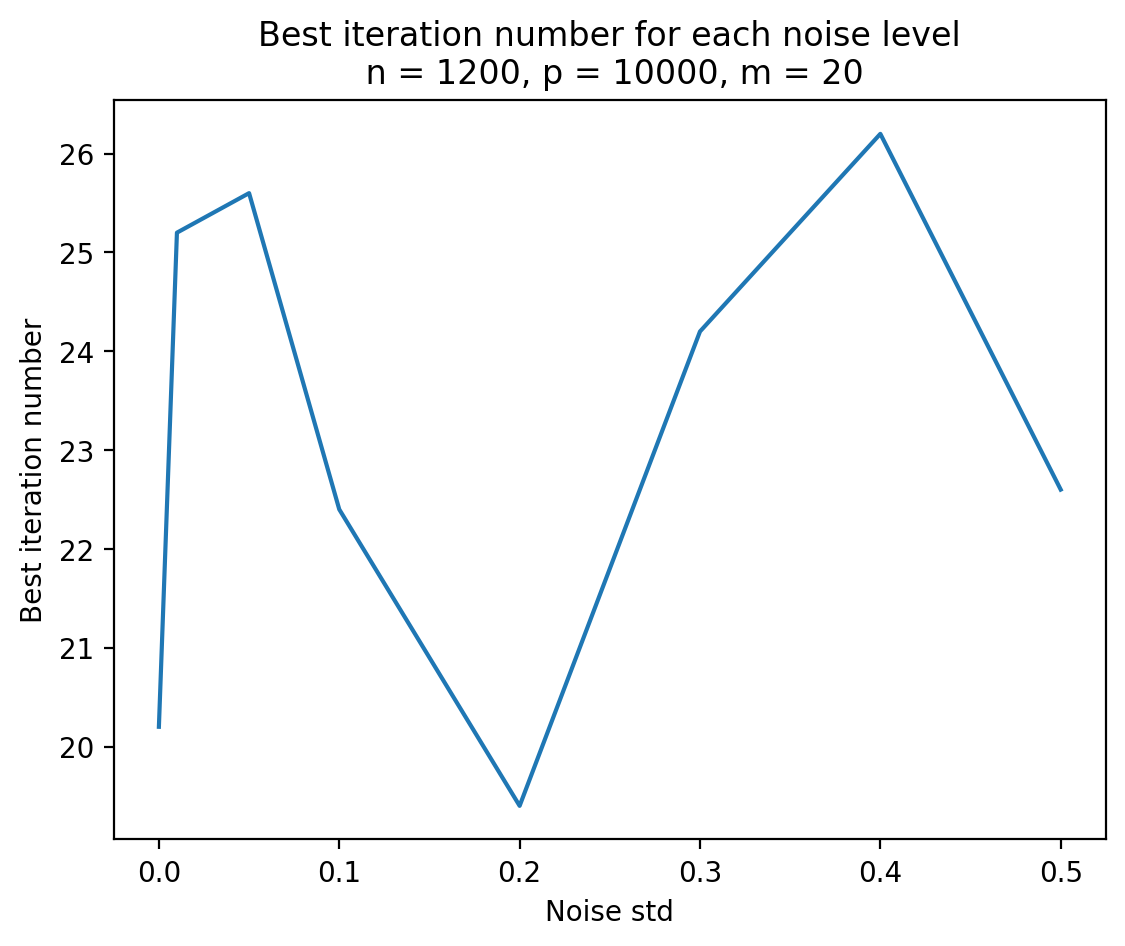 Best iteration number for each noise level
n = 1200, p = 10000, m = 20
Best iteration number
26
25
24
23
22
21
20
0.0 0.1 0.2 0.3 0.4 0.5
Noise std